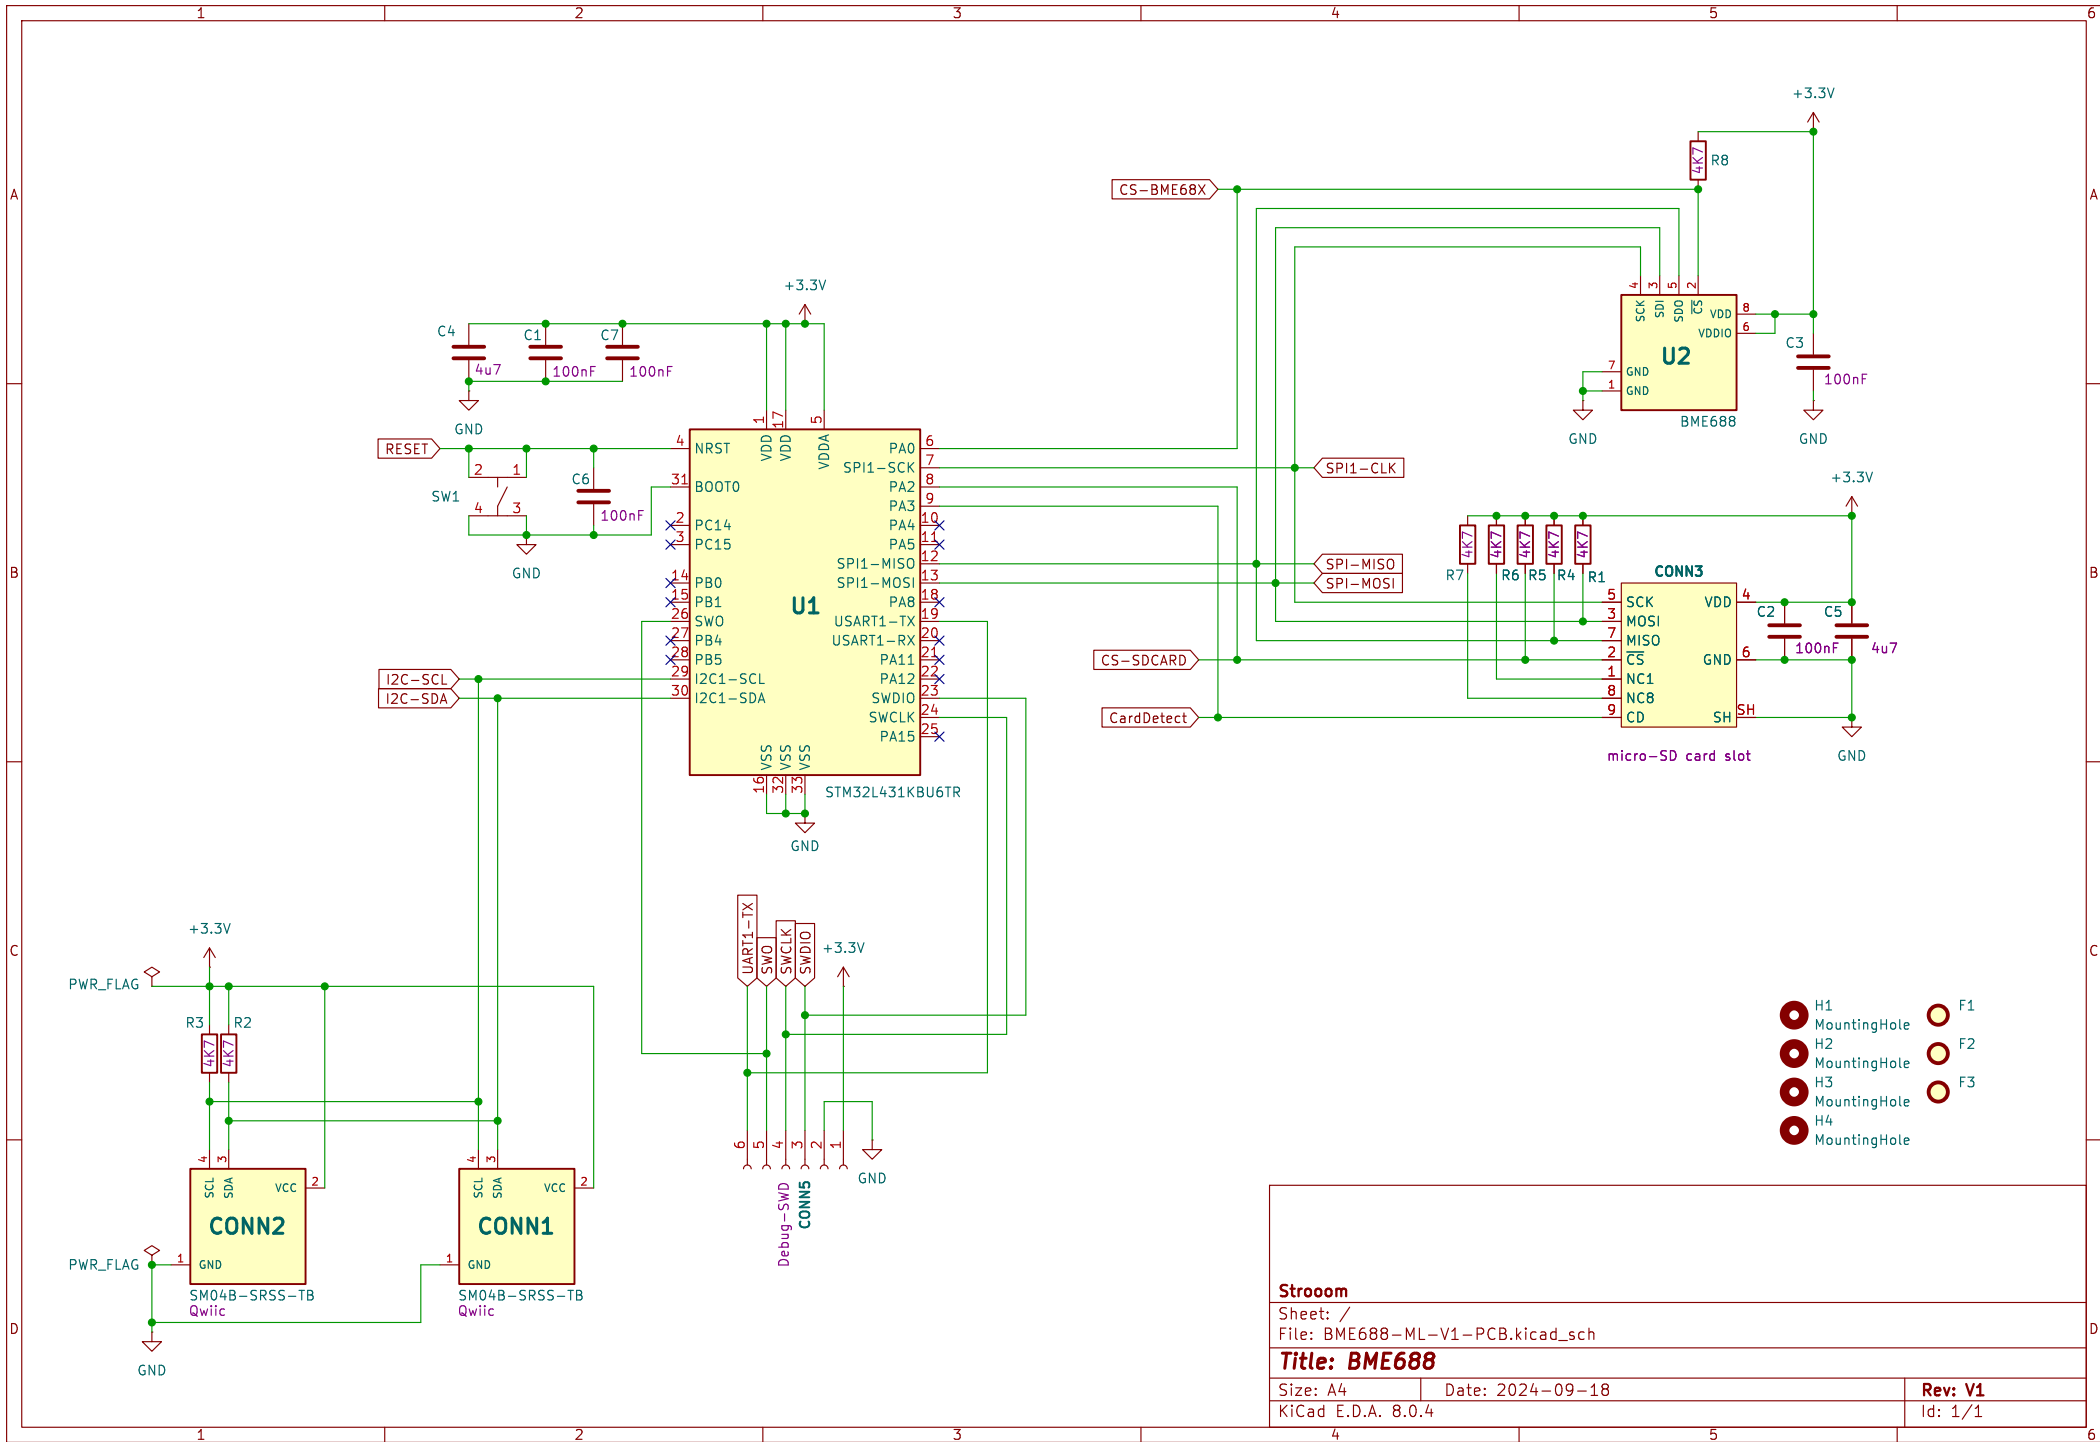 1 2 3 4 5 6
A
B
C
D
A
B
C
D
+3.3V
R8
4K7
CS-BME68X
4 3 5 2
SCK SDI SDO CS
VDD 8
VDDIO 6
U2
7 GND
1 GND
BME688
C3
100nF
GND
GND
+3.3V
C4
4u7
C1
100nF
C7
100nF
GND
RESET
2 1
SW1
4 3
C6
100nF
GND
1 17 5
VDD VDD VDDA
4 NRST
31 BOOT0
2 PC14
3 PC15
14 PB0
15 PB1
26 SWO
27 PB4
28 PB5
29 I2C1-SCL
30 I2C1-SDA
U1
PA0 6
SPI1-SCK 7
PA2 8
PA3 9
PA4 10
PA5 11
SPI1-MISO 12
SPI1-MOSI 13
PA8 18
USART1-TX 19
USART1-RX 20
PA11 21
PA12 22
SWDIO 23
SWCLK 24
PA15 25
VSS VSS VSS
16 32 33
STM32L431KBU6TR
GND
I2C-SCL
I2C-SDA
SPI1-CLK
SPI-MISO
SPI-MOSI
CS-SDCARD
CardDetect
+3.3V
4K7 4K7 4K7 4K7 4K7
R7 R6 R5 R4 R1
CONN3
5 SCK
3 MOSI
7 MISO
2 CS
1 NC1
8 NC8
9 CD
VDD 4
GND 6
SH SH
C2
100nF
C5
4u7
micro-SD card slot
GND
+3.3V
PWR_FLAG
R3 R2
4K7 4K7
4 3
SCL SDA
VCC 2
CONN2
PWR_FLAG
1 GND
SM04B-SRSS-TB
Qwiic
GND
4 3
SCL SDA
VCC 2
CONN1
1 GND
SM04B-SRSS-TB
Qwiic
UART1-TX
SWO
SWCLK
SWDIO
+3.3V
6 5 4 3 2 1
Debug-SWD
CONN5
GND
H1
MountingHole
H2
MountingHole
H3
MountingHole
H4
MountingHole
F1
F2
F3
Strooom
Sheet: /
File: BME688-ML-V1-PCB.kicad_sch
Title: BME688
Size: A4 Date: 2024-09-18 Rev: V1
KiCad E.D.A. 8.0.4 Id: 1/1
1 2 3 4 5 6